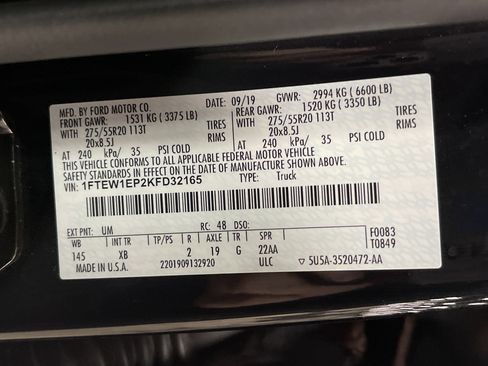 MFD. BY FORD MOTOR CO.
DATE: 09/19 GVWR: 2994 KG ( 6600 LB)
FRONT GAWR: 1531 KG ( 3375 LB) REAR GAWR: 1520 KG ( 3350 LB)
WITH 275/55R20 113T TIRES WITH 275/55R20 113T TIRES
20x8.5J RIMS 20x8.5J RIMS
AT 240 kPa/ 35 PSI COLD AT 240 kPa/ 35 PSI COLD
THIS VEHICLE CONFORMS TO ALL APPLICABLE FEDERAL MOTOR VEHICLE
SAFETY STANDARDS IN EFFECT ON THE DATE OF MANUFACTURE SHOWN ABOVE.
VIN: 1FTEW1EP2KFD32165 TYPE: Truck
EXT PNT: UM RC: 48 DSO: F0083
WB INT TR TP/PS R AXLE TR SPR T0849
145 XB 2 19 G 22AA
MADE IN U.S.A. 2201909132920 ULC ▽ 5U5A-3520472-AA